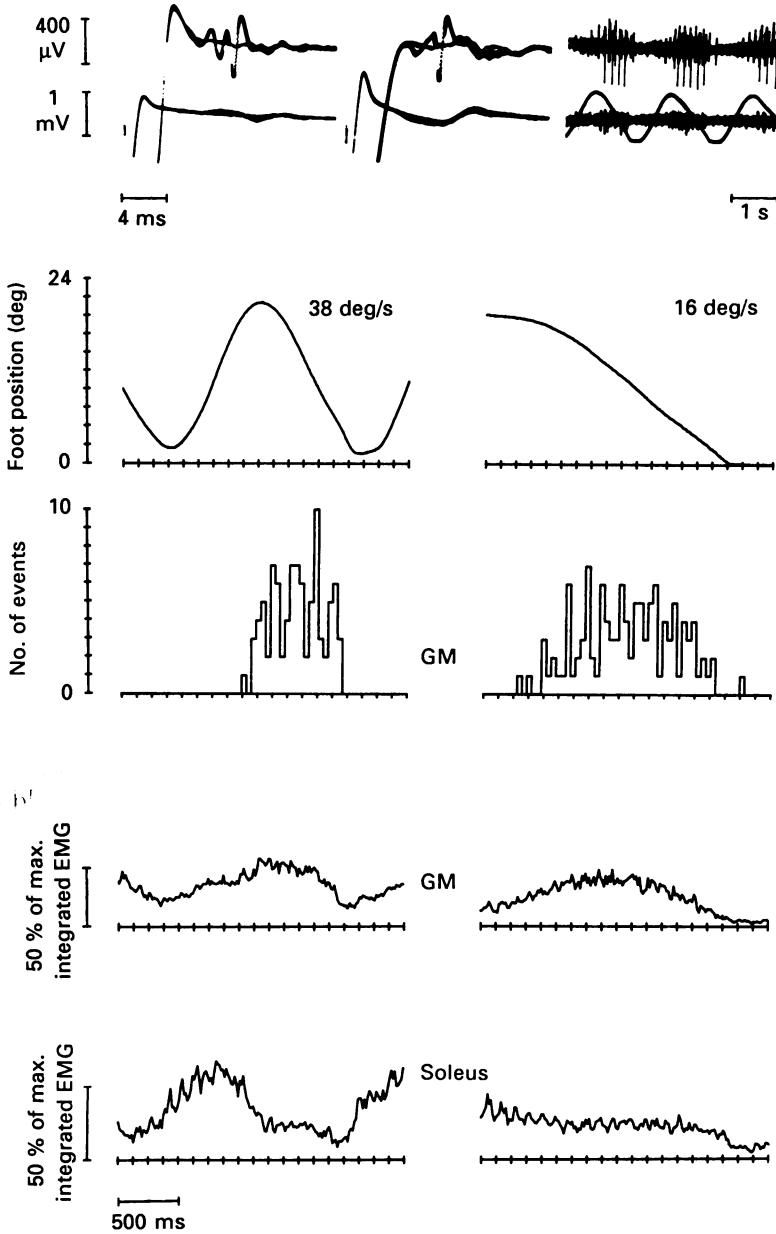 400
µV
1
mV
4 ms
1 s
Foot position (deg)
24
0
38 deg/s
16 deg/s
No. of events
10
5
0
GM
50 % of max.
integrated EMG
GM
50 % of max.
integrated EMG
Soleus
500 ms